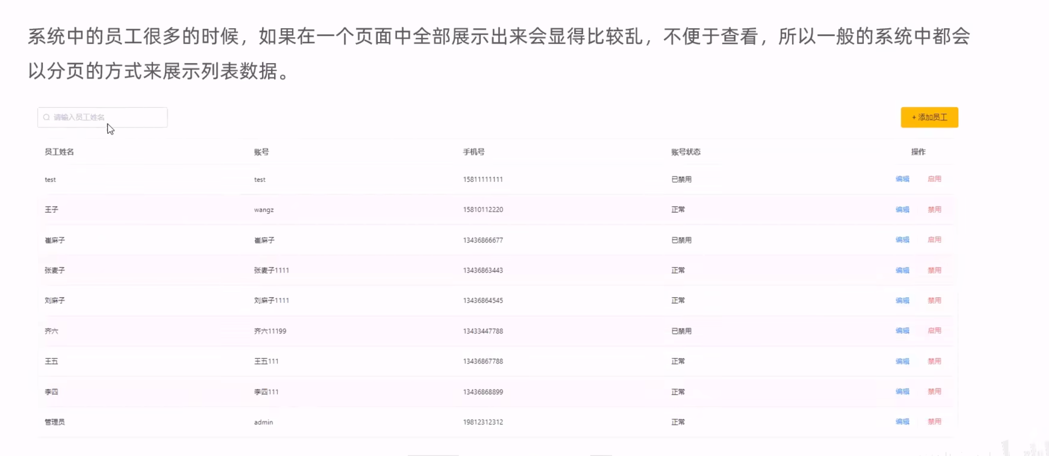 系统中的员工很多的时候，如果在一个页面中全部展示出来会显得比较乱，不便于查看，所以一般的系统中都会
以分页的方式来展示列表数据。
请输入员工姓名 + 添加员工
员工姓名 账号 手机号 账号状态 操作
test test 15811111111 已禁用 编辑 启用
王子 wangz 15810112220 正常 编辑 禁用
崔麻子 崔麻子 13436866677 已禁用 编辑 启用
张麦子 张麦子1111 13436863443 正常 编辑 禁用
刘麻子 刘麻子1111 13436864545 正常 编辑 禁用
齐六 齐六11199 13433447788 已禁用 编辑 启用
王五 王五111 13436867788 正常 编辑 禁用
李四 李四111 13436868899 正常 编辑 禁用
管理员 admin 19812312312 正常 编辑 禁用